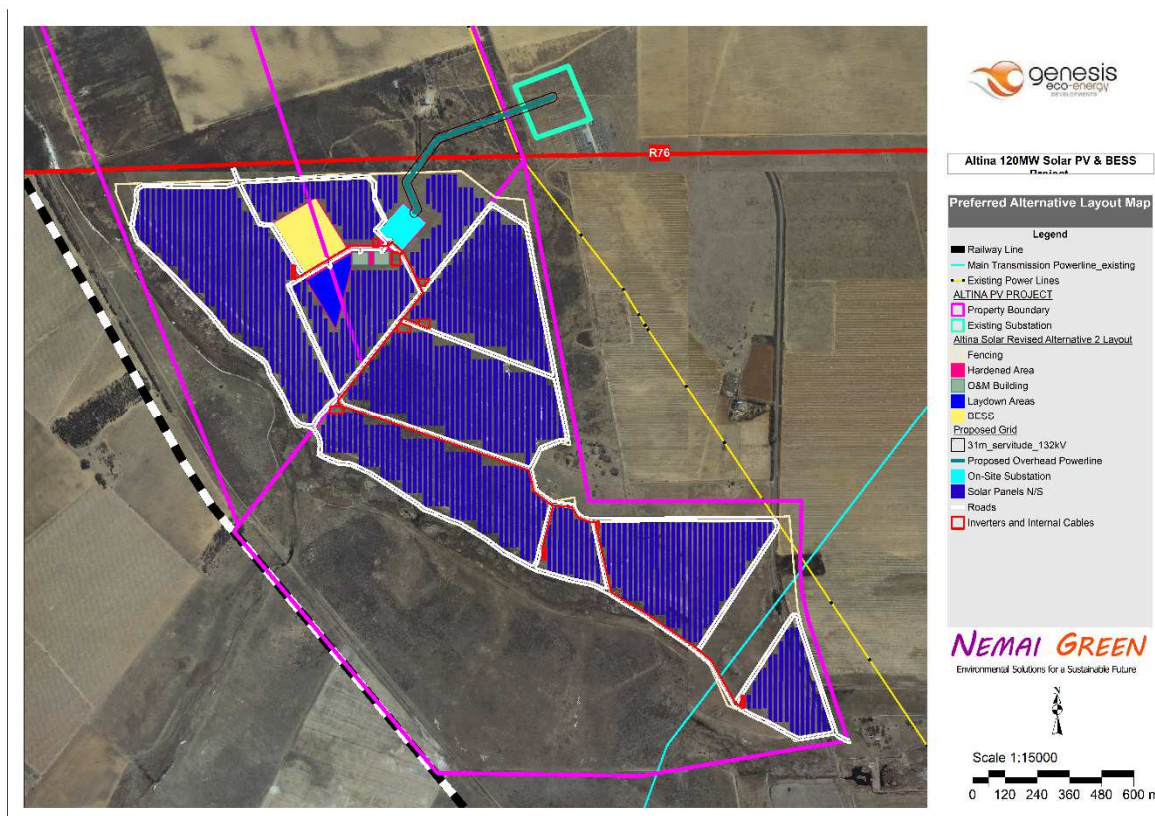 genesis
eco-energy
DEVELOPMENTS
R76
Altina 120MW Solar PV & BESS
Project
Preferred Alternative Layout Map
Legend
Railway Line
Main Transmission Powerline_existing
Existing Power Lines
ALTINA PV PROJECT
Property Boundary
Existing Substation
Altina Solar Revised Alternative 2 Layout
Fencing
Hardened Area
O&M Building
Laydown Areas
BESS
Proposed Grid
31m_servitude_132kV
Proposed Overhead Powerline
On-Site Substation
Solar Panels N/S
Roads
Inverters and Internal Cables
NEMAI GREEN
Environmental Solutions for a Sustainable Future
N
Scale 1:15000
0 120 240 360 480 600 m